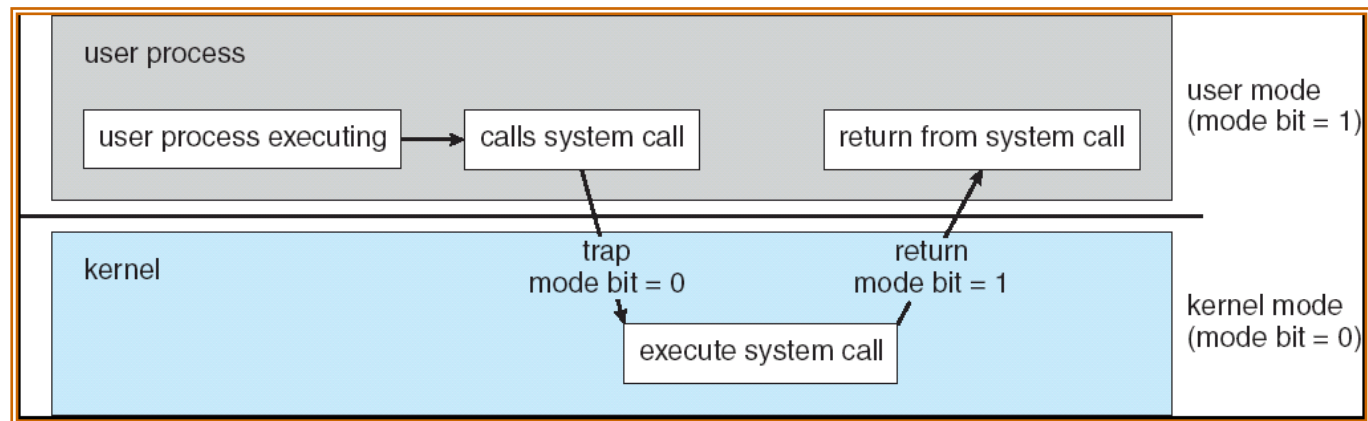 user process
user process executing
calls system call
return from system call
user mode
(mode bit = 1)
kernel
trap
mode bit = 0
return
mode bit = 1
execute system call
kernel mode
(mode bit = 0)